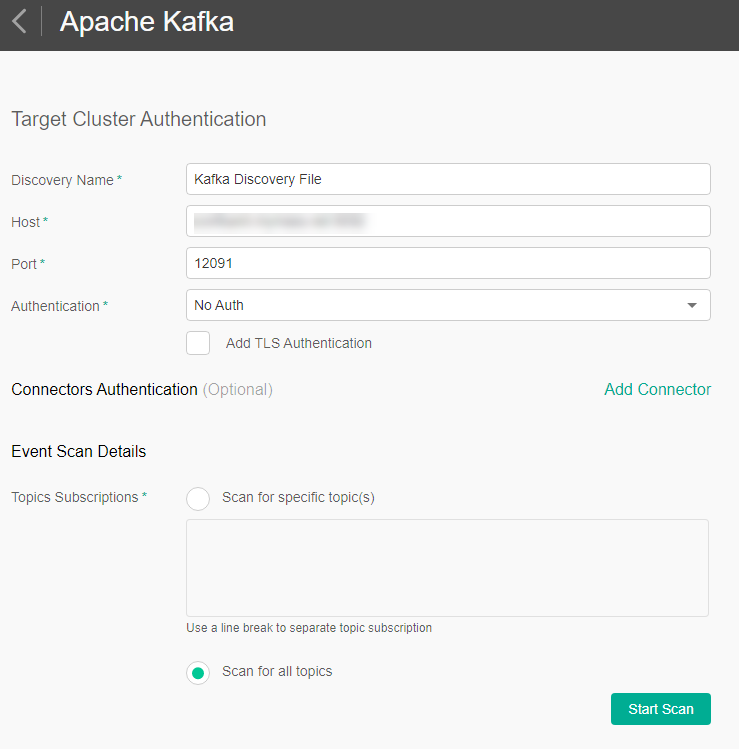 Apache Kafka
Target Cluster Authentication
Discovery Name *
Kafka Discovery File
Host *
Port *
12091
Authentication *
No Auth
Add TLS Authentication
Connectors Authentication (Optional)
Add Connector
Event Scan Details
Topics Subscriptions *
Scan for specific topic(s)
Use a line break to separate topic subscription
Scan for all topics
Start Scan